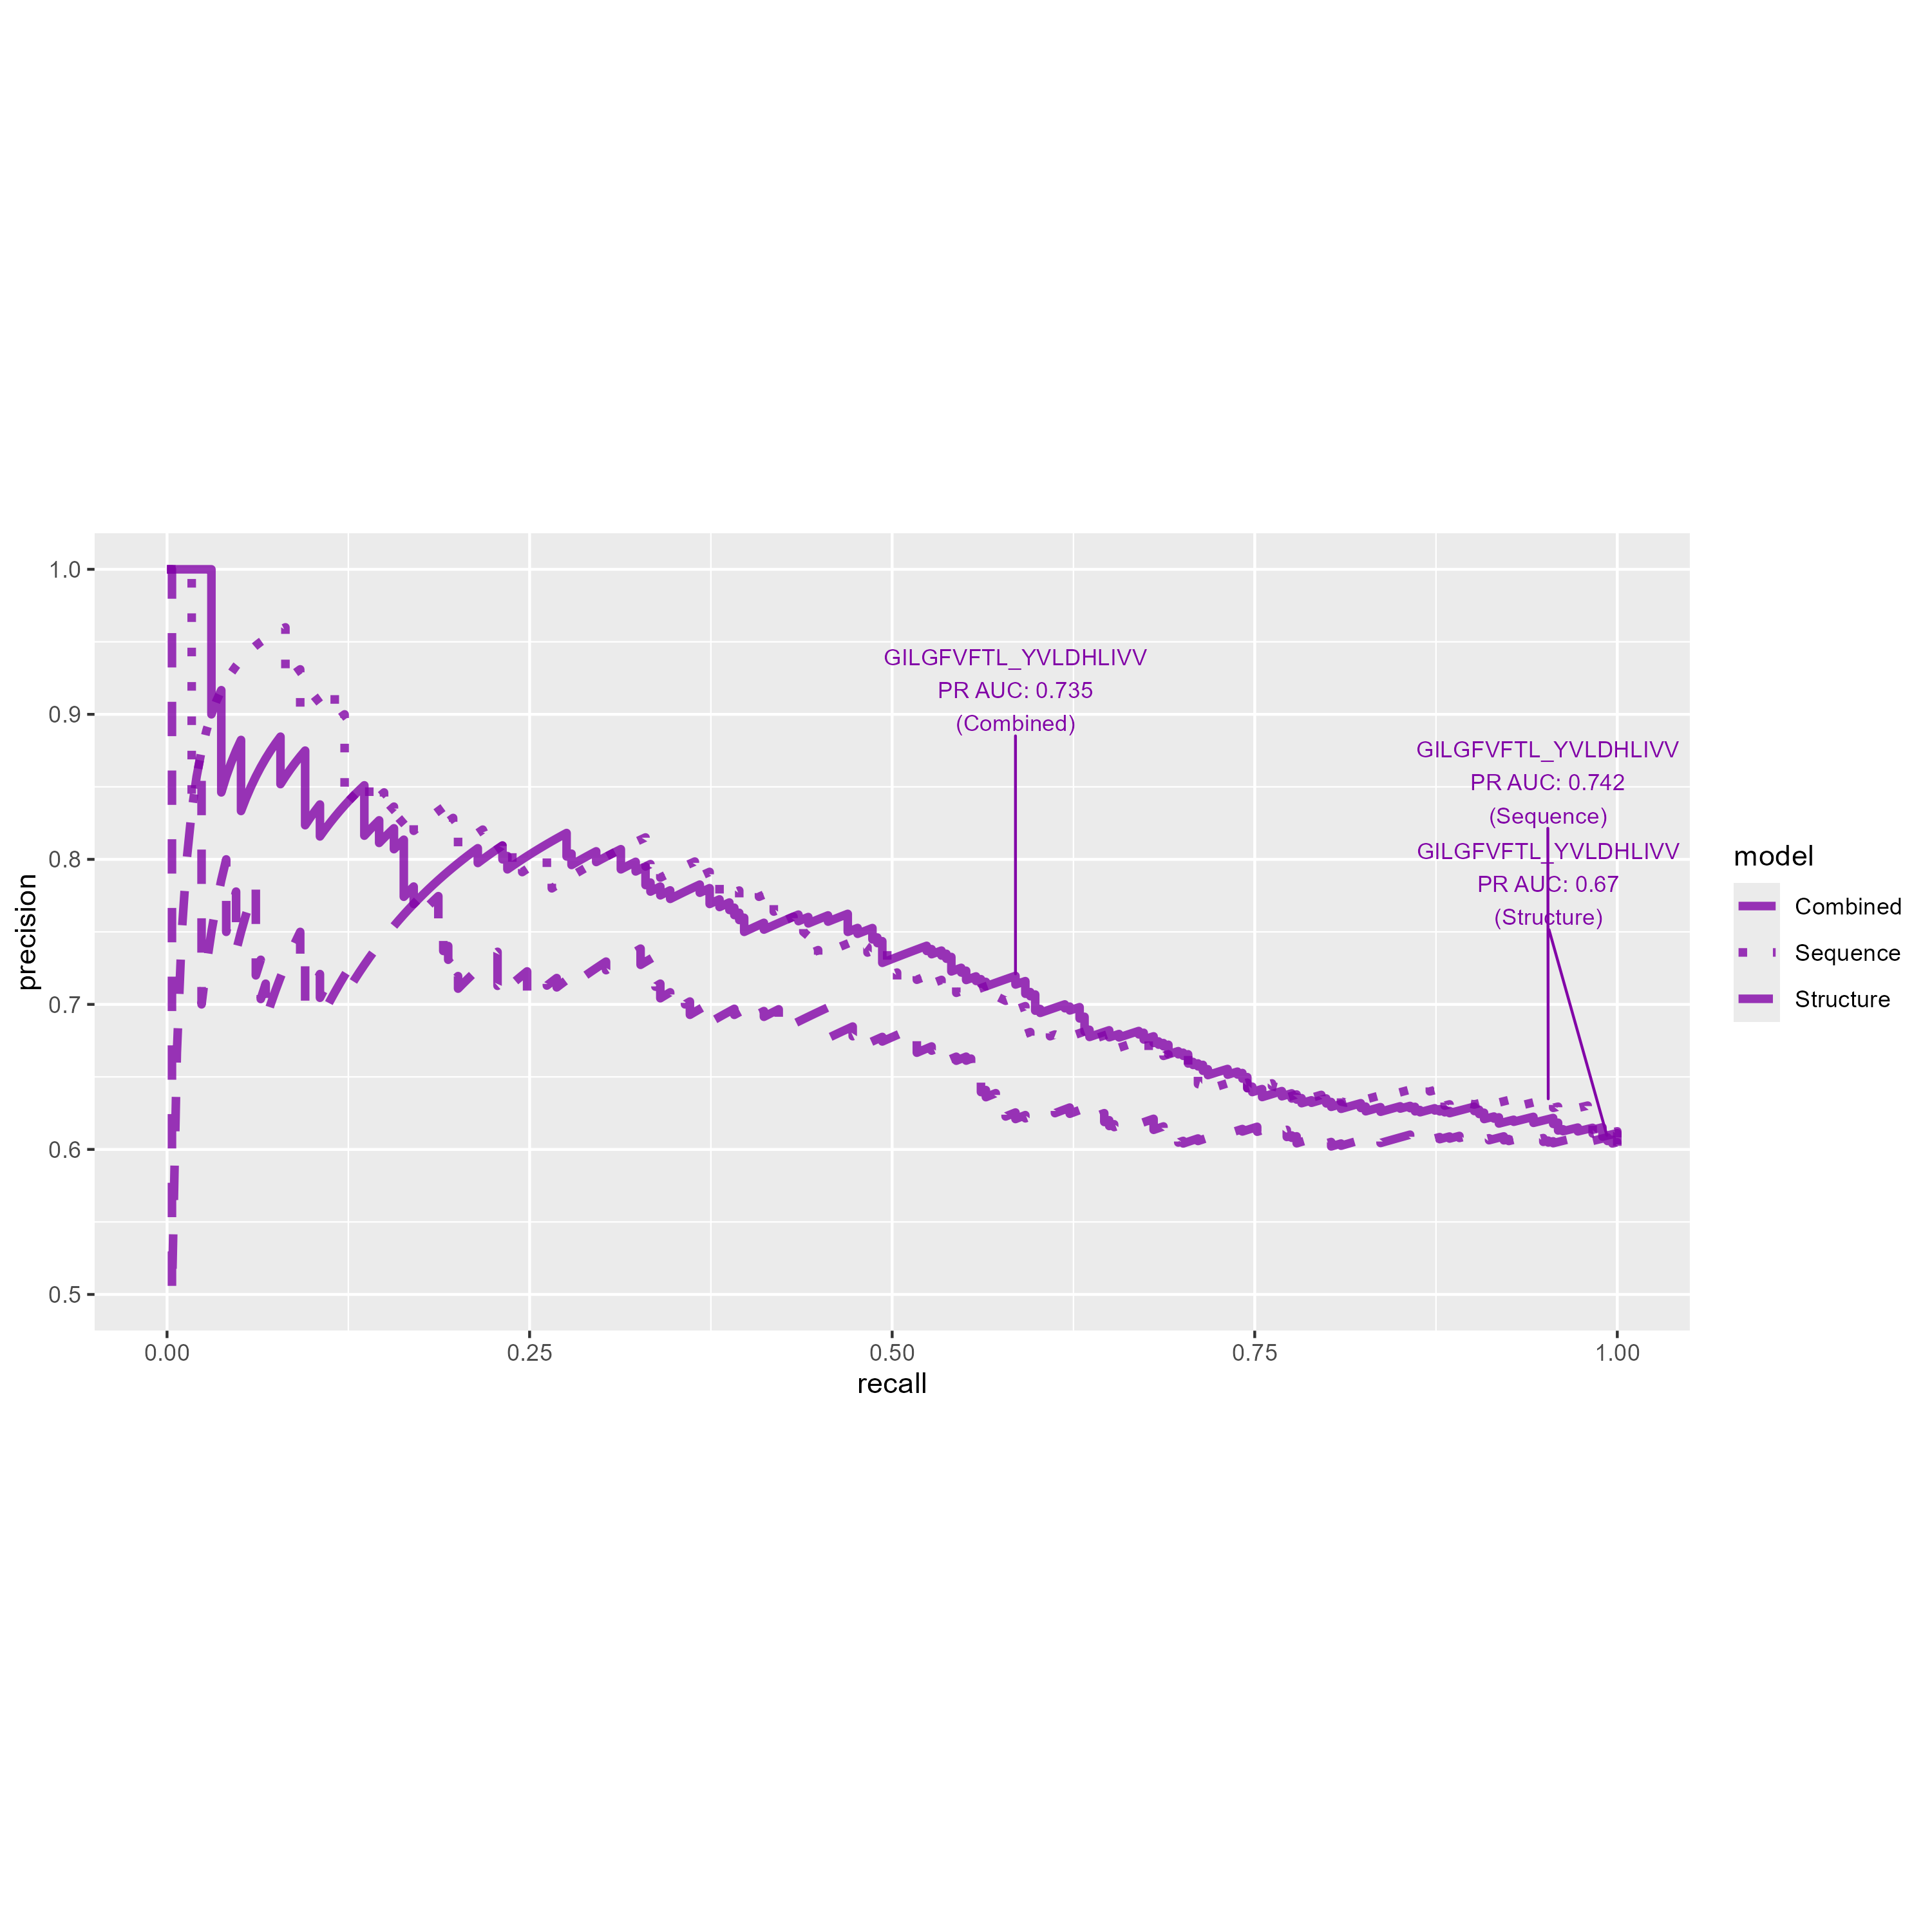 GILGFVFTL_YVLDHLIVV
PR AUC: 0.735
(Combined)
GILGFVFTL_YVLDHLIVV
PR AUC: 0.742
(Sequence)
GILGFVFTL_YVLDHLIVV
PR AUC: 0.67
(Structure)
precision
1.0
0.9
0.8
0.7
0.6
0.5
0.00
0.25
0.50
0.75
1.00
recall
model
Combined
Sequence
Structure